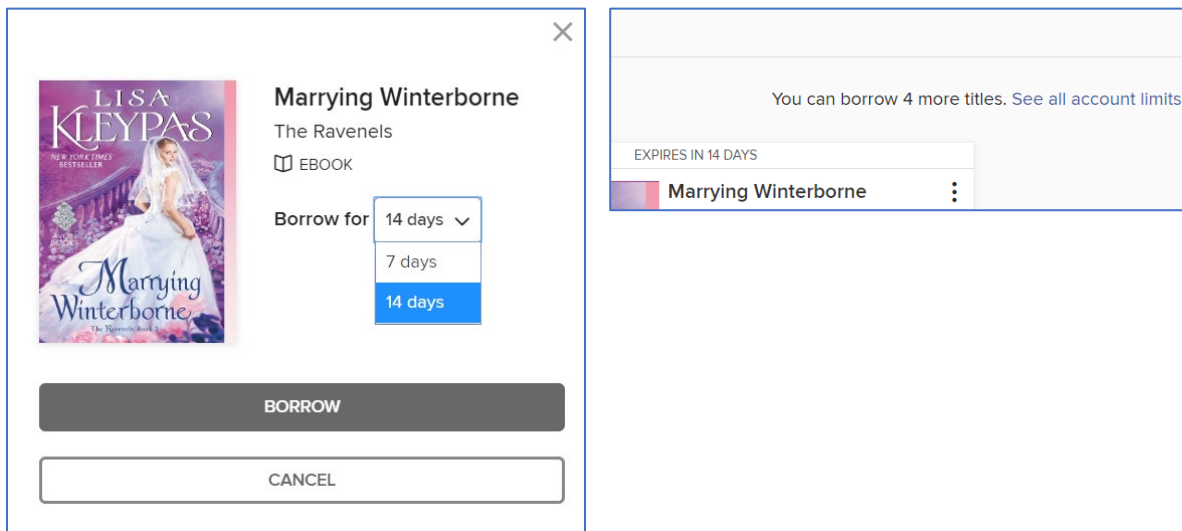 LISA
KLEYPAS
NEW YORK TIMES
BESTSELLER
AVON
BOOKS
Marrying
Winterborne
The Ravenels, Book 2
Marrying Winterborne
The Ravenels
EBOOK
Borrow for 14 days
7 days
14 days
BORROW
CANCEL
You can borrow 4 more titles. See all account limits
EXPIRES IN 14 DAYS
Marrying Winterborne